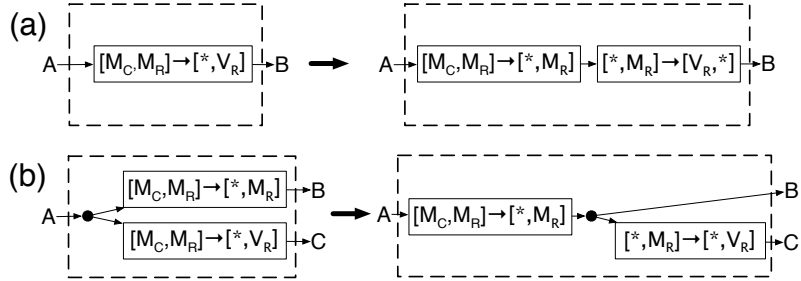 (a)
A [M_C,M_R]→[*,V_R] B A [M_C,M_R]→[*,M_R] [*,M_R]→[V_R,*] B
(b)
[M_C,M_R]→[*,M_R] B B
A A [M_C,M_R]→[*,M_R]
[M_C,M_R]→[*,V_R] C [*,M_R]→[*,V_R] C